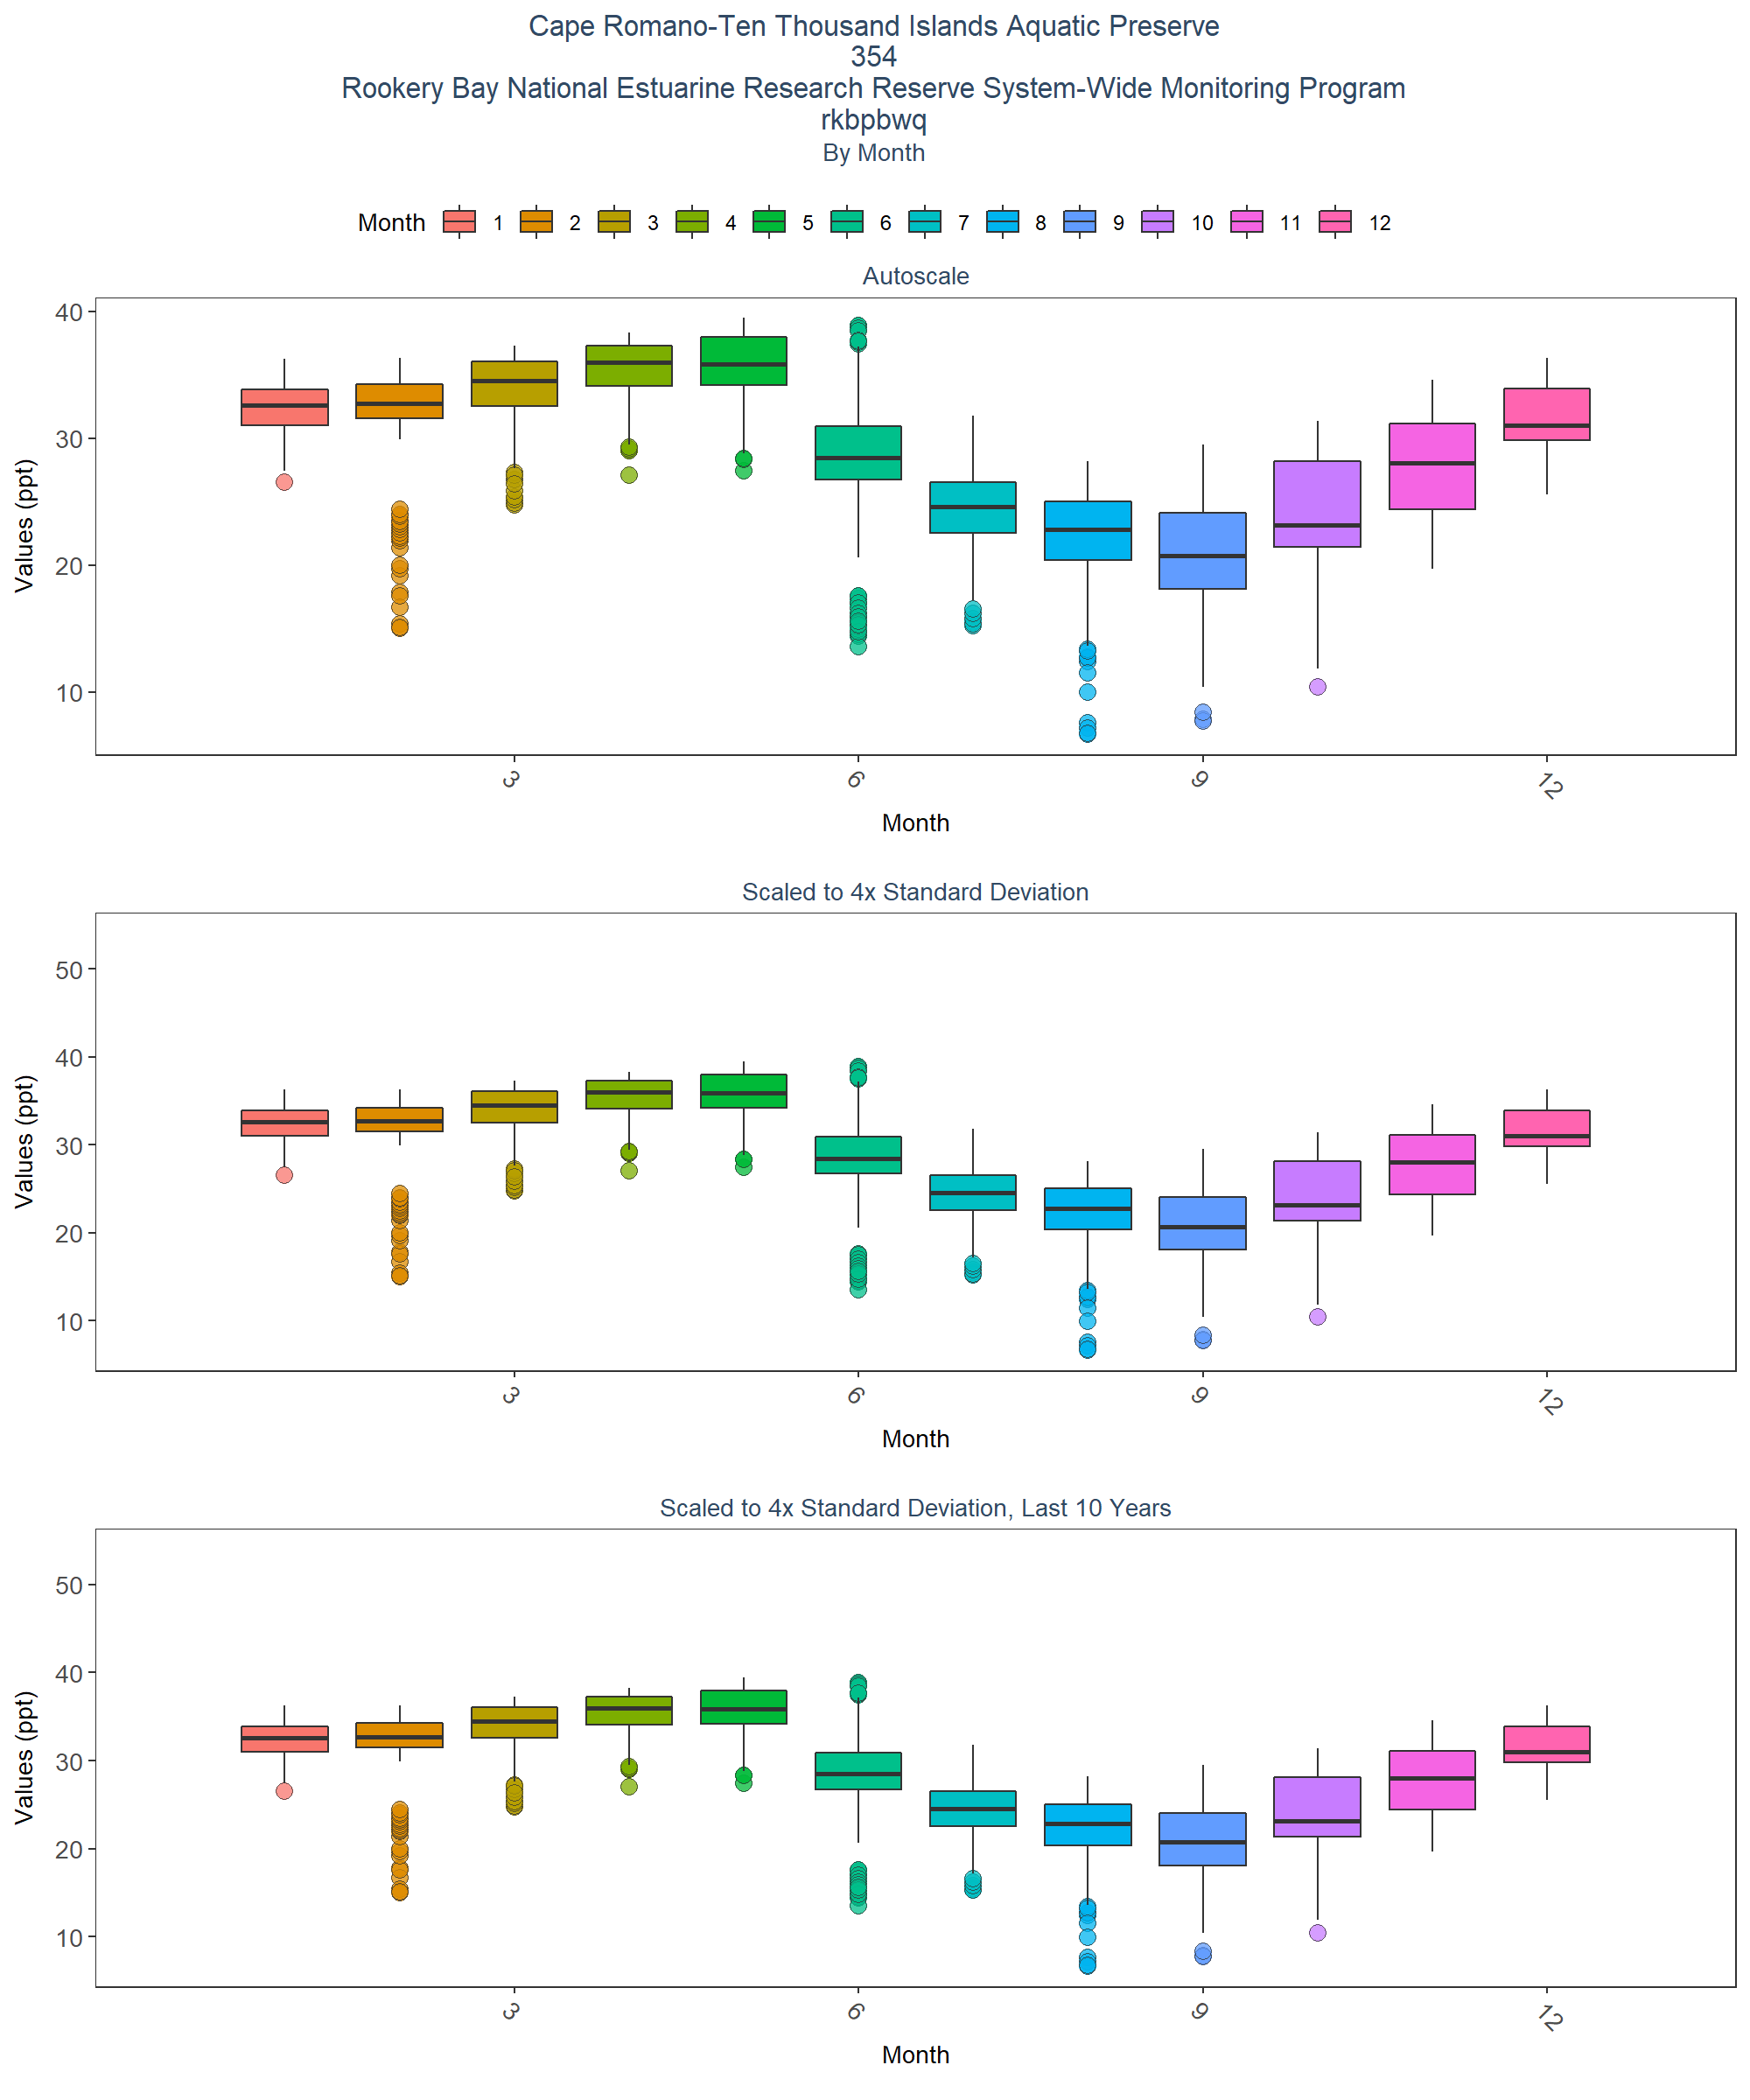 Cape Romano-Ten Thousand Islands Aquatic Preserve
354
Rookery Bay National Estuarine Research Reserve System-Wide Monitoring Program
rkbpbwq
By Month
Month 1 2 3 4 5 6 7 8 9 10 11 12
Autoscale
Values (ppt)
40
30
20
10
3 6 9 12
Month
Scaled to 4x Standard Deviation
Values (ppt)
50
40
30
20
10
3 6 9 12
Month
Scaled to 4x Standard Deviation, Last 10 Years
Values (ppt)
50
40
30
20
10
3 6 9 12
Month